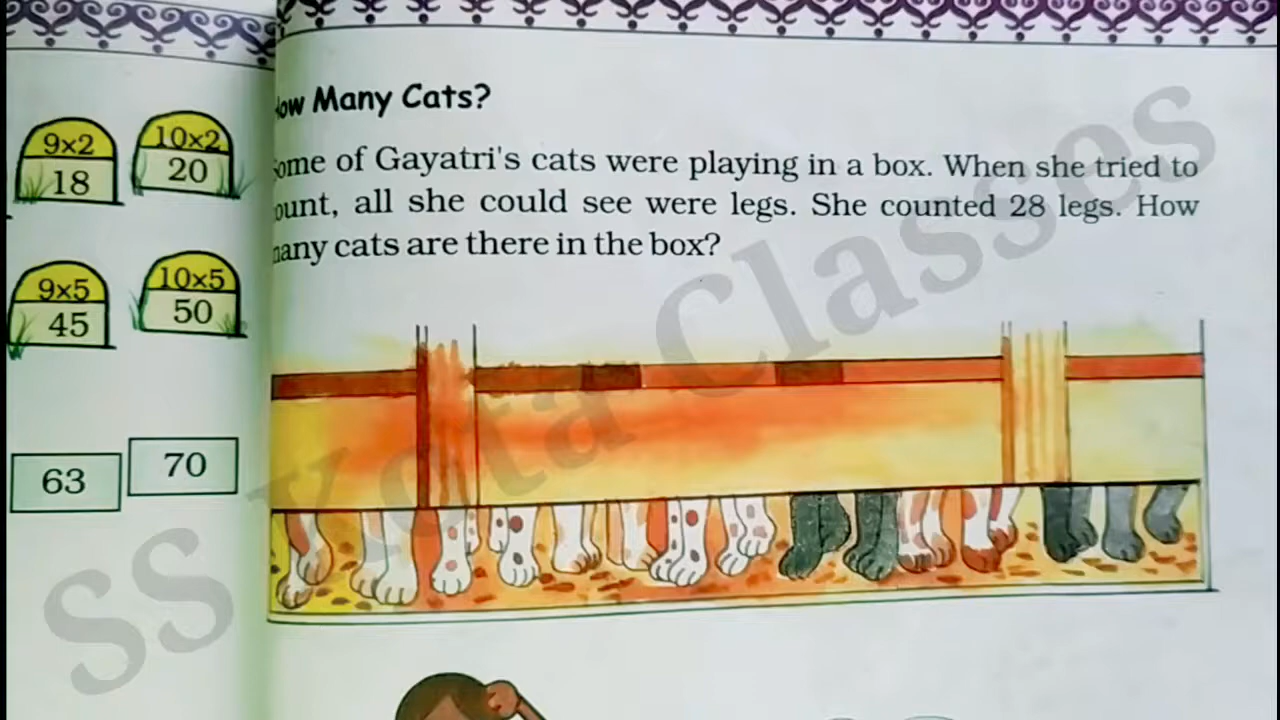 9×2
18
10×2
20
9×5
45
10×5
50
63
70
ow Many Cats?
ome of Gayatri's cats were playing in a box. When she tried to
ount, all she could see were legs. She counted 28 legs. How
any cats are there in the box?
SS Kota Classes